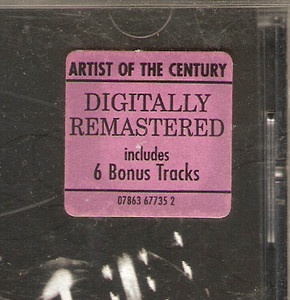 ARTIST OF THE CENTURY
DIGITALLY
REMASTERED
includes
6 Bonus Tracks
07863 67735 2